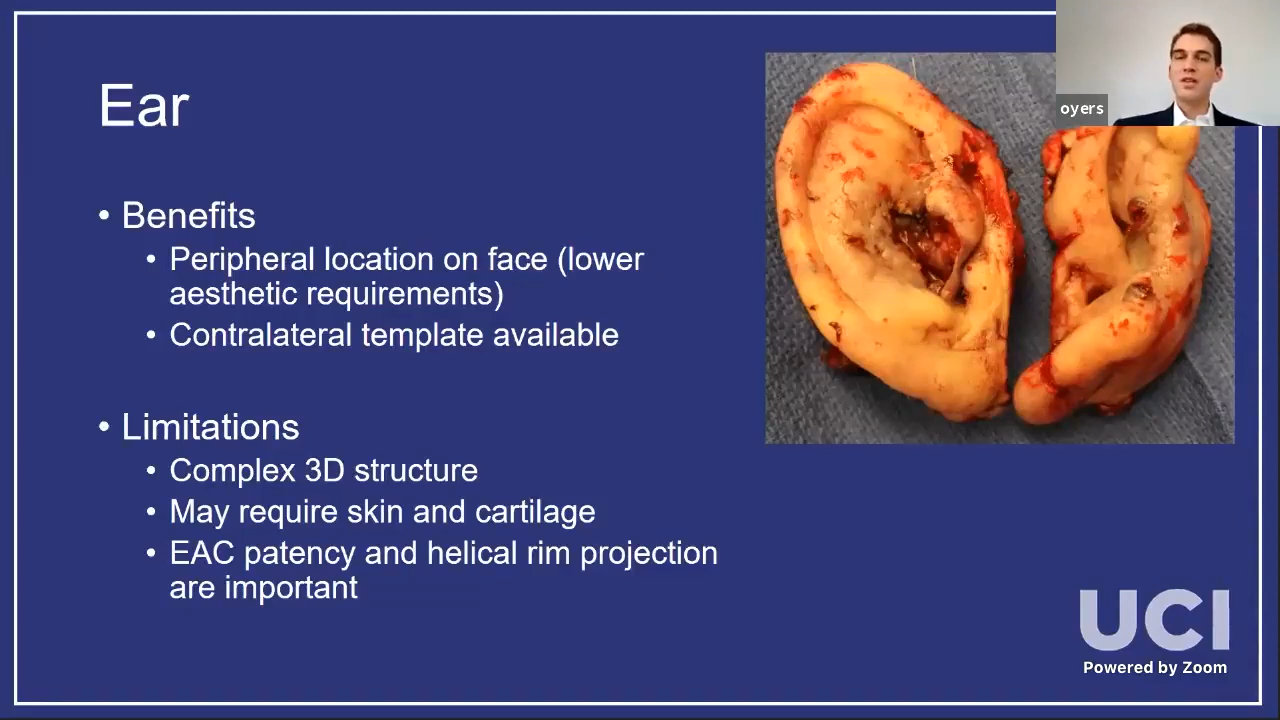 Ear
• Benefits
• Peripheral location on face (lower
aesthetic requirements)
• Contralateral template available
• Limitations
• Complex 3D structure
• May require skin and cartilage
• EAC patency and helical rim projection
are important
oyers
UCI
Powered by Zoom